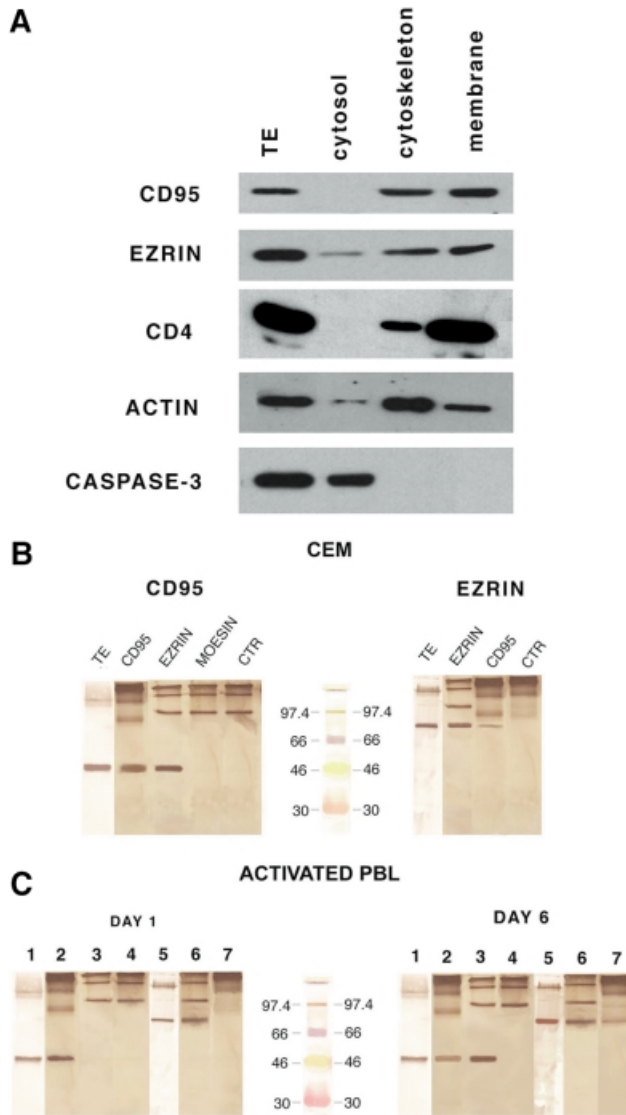 A
TE cytosol cytoskeleton membrane
CD95
EZRIN
CD4
ACTIN
CASPASE-3
B CEM
CD95 EZRIN
TE CD95 EZRIN MOESIN CTR TE EZRIN CD95 CTR
97.4 97.4
66 66
46 46
30 30
C ACTIVATED PBL
DAY 1 DAY 6
1 2 3 4 5 6 7 1 2 3 4 5 6 7
97.4 97.4
66 66
46 46
30 30